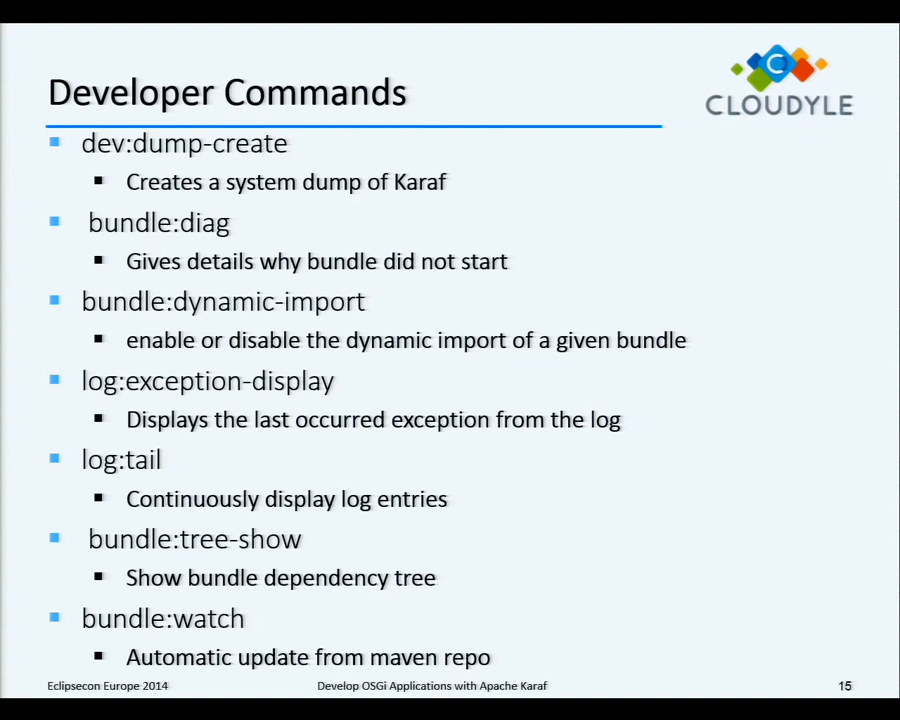 Developer Commands
CLOUDYLE
dev:dump-create
Creates a system dump of Karaf
bundle:diag
Gives details why bundle did not start
bundle:dynamic-import
enable or disable the dynamic import of a given bundle
log:exception-display
Displays the last occurred exception from the log
log:tail
Continuously display log entries
bundle:tree-show
Show bundle dependency tree
bundle:watch
Automatic update from maven repo
Eclipsecon Europe 2014
Develop OSGi Applications with Apache Karaf
15